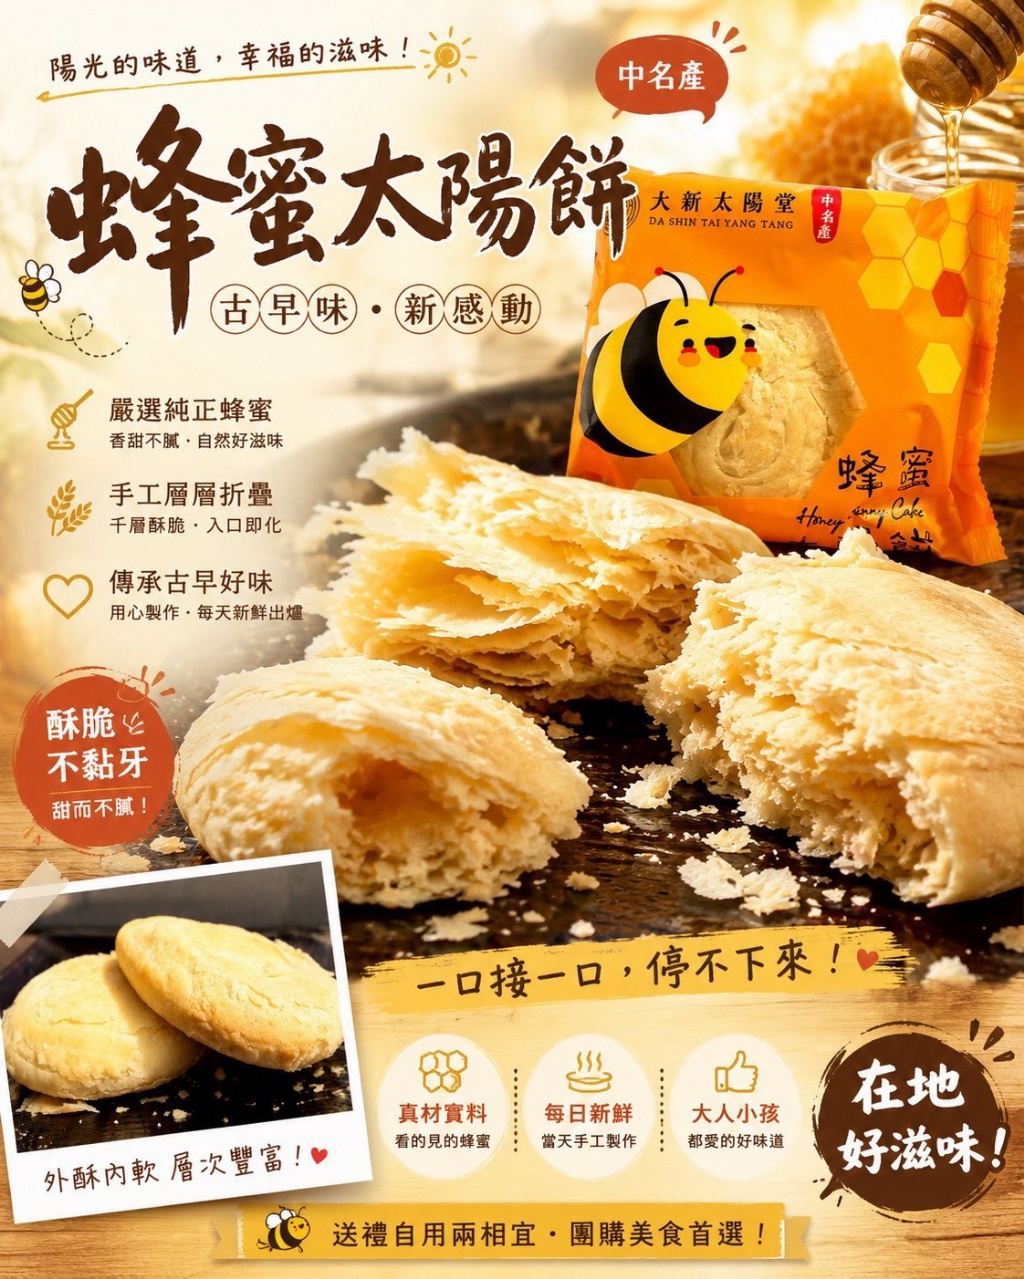 陽光的味道，幸福的滋味！
中名產
蜂蜜太陽餅
古早味・新感動
大新太陽堂
DA SHIN TAI YANG TANG
中名產
蜂蜜
Honey
Cake
嚴選純正蜂蜜
香甜不膩・自然好滋味
手工層層折疊
千層酥脆・入口即化
傳承古早好味
用心製作・每天新鮮出爐
酥脆
不黏牙
甜而不膩！
一口接一口，停不下來！
真材實料
看的見的蜂蜜
每日新鮮
當天手工製作
大人小孩
都愛的好味道
在地
好滋味！
外酥內軟 層次豐富！
送禮自用兩相宜・團購美食首選！